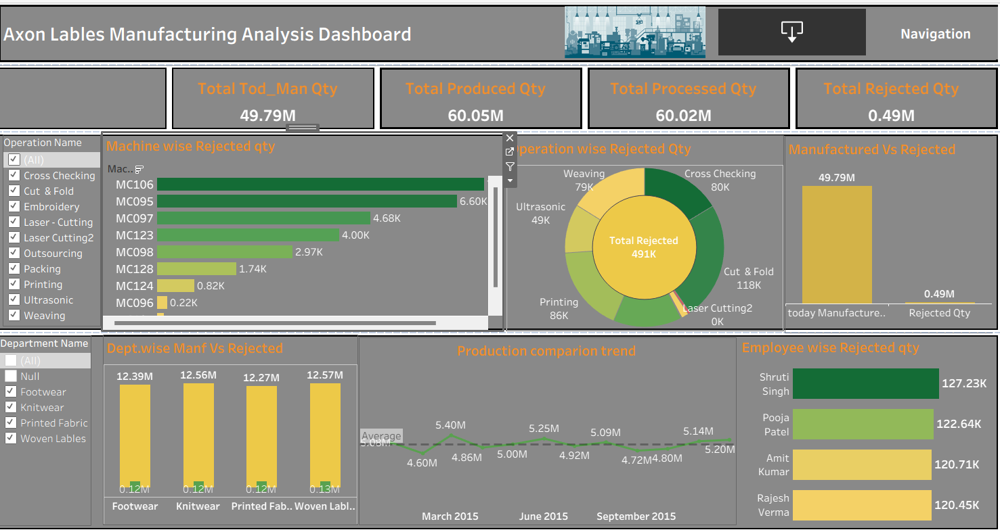 Axon Lables Manufacturing Analysis Dashboard
Navigation
Total Tod_Man Qty
49.79M
Total Produced Qty
60.05M
Total Processed Qty
60.02M
Total Rejected Qty
0.49M
Operation Name
(All)
Cross Checking
Cut & Fold
Embroidery
Laser - Cutting
Laser Cutting2
Outsourcing
Packing
Printing
Ultrasonic
Weaving
Machine wise Rejected qty
Mac..
MC106
MC095 6.60K
MC097 4.68K
MC123 4.00K
MC098 2.97K
MC128 1.74K
MC124 0.82K
MC096 0.22K
peration wise Rejected Qty
Weaving
79K
Cross Checking
80K
Ultrasonic
49K
Total Rejected
491K
Cut & Fold
118K
Printing
86K
Laser Cutting2
0K
Manufactured Vs Rejected
49.79M
0.49M
today Manufacture..
Rejected Qty
Department Name
(All)
Null
Footwear
Knitwear
Printed Fabric
Woven Lables
Dept.wise Manf Vs Rejected
12.39M
12.56M
12.27M
12.57M
0.12M
0.12M
0.12M
0.13M
Footwear
Knitwear
Printed Fab..
Woven Labl..
Production comparion trend
Average
5.08M
4.60M
5.40M
4.86M
5.00M
5.25M
4.92M
5.09M
4.72M
4.80M
5.14M
5.20M
March 2015
June 2015
September 2015
Employee wise Rejected qty
Shruti
Singh
127.23K
Pooja
Patel
122.64K
Amit
Kumar
120.71K
Rajesh
Verma
120.45K